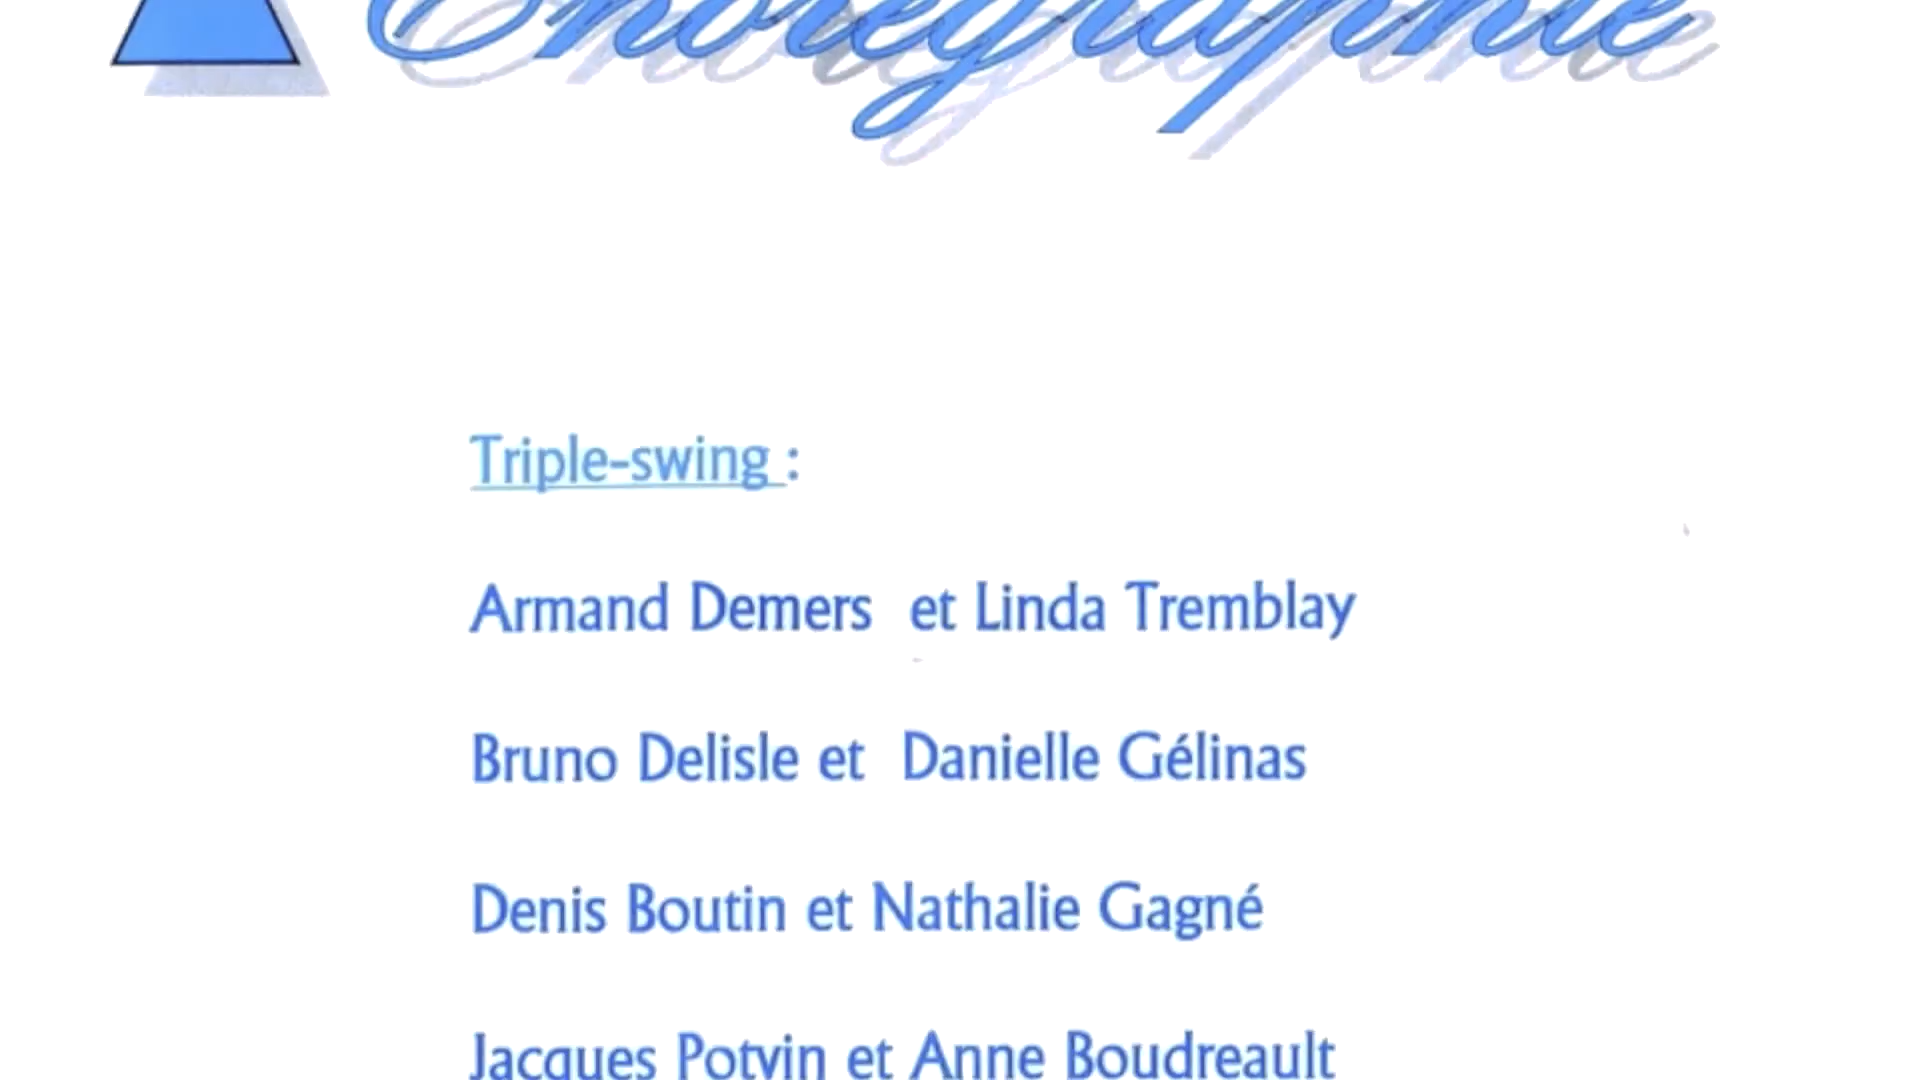 Chorégraphie
Triple-swing :
Armand Demers et Linda Tremblay
Bruno Delisle et Danielle Gélinas
Denis Boutin et Nathalie Gagné
Jacques Potvin et Anne Boudreault